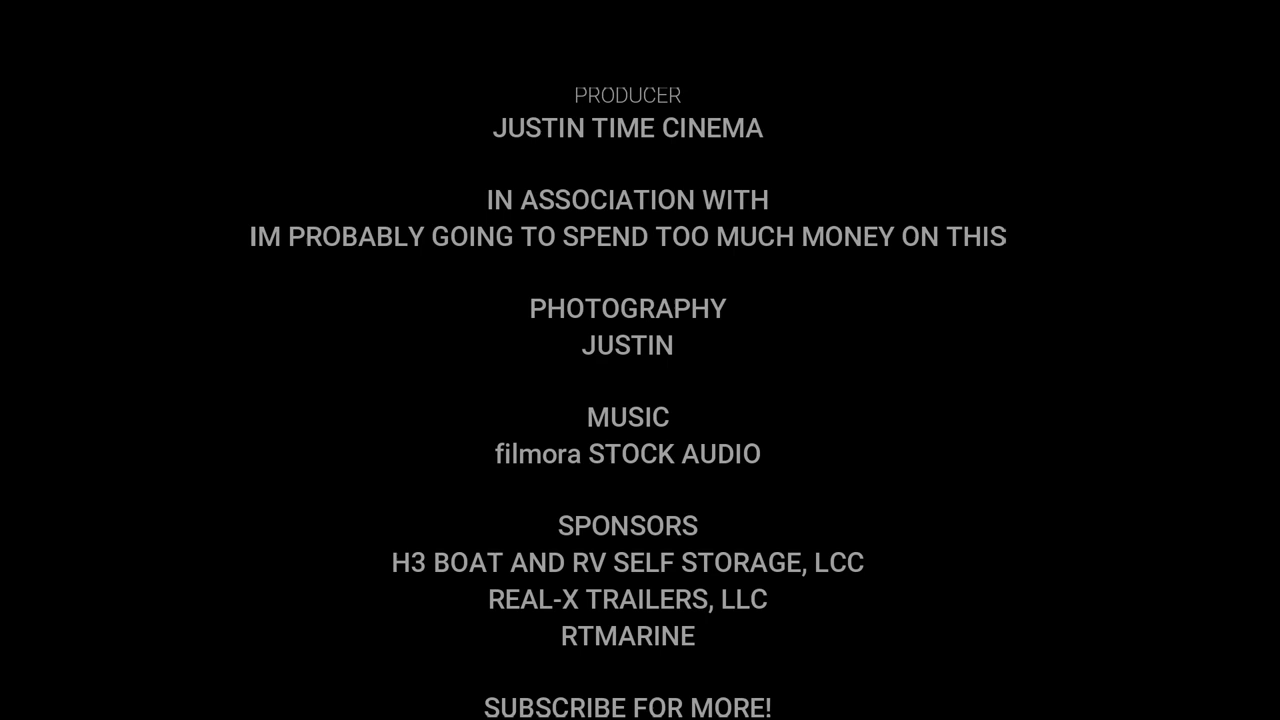 PRODUCER
JUSTIN TIME CINEMA
IN ASSOCIATION WITH
IM PROBABLY GOING TO SPEND TOO MUCH MONEY ON THIS
PHOTOGRAPHY
JUSTIN
MUSIC
filmora STOCK AUDIO
SPONSORS
H3 BOAT AND RV SELF STORAGE, LCC
REAL-X TRAILERS, LLC
RTMARINE
SUBSCRIBE FOR MORE!